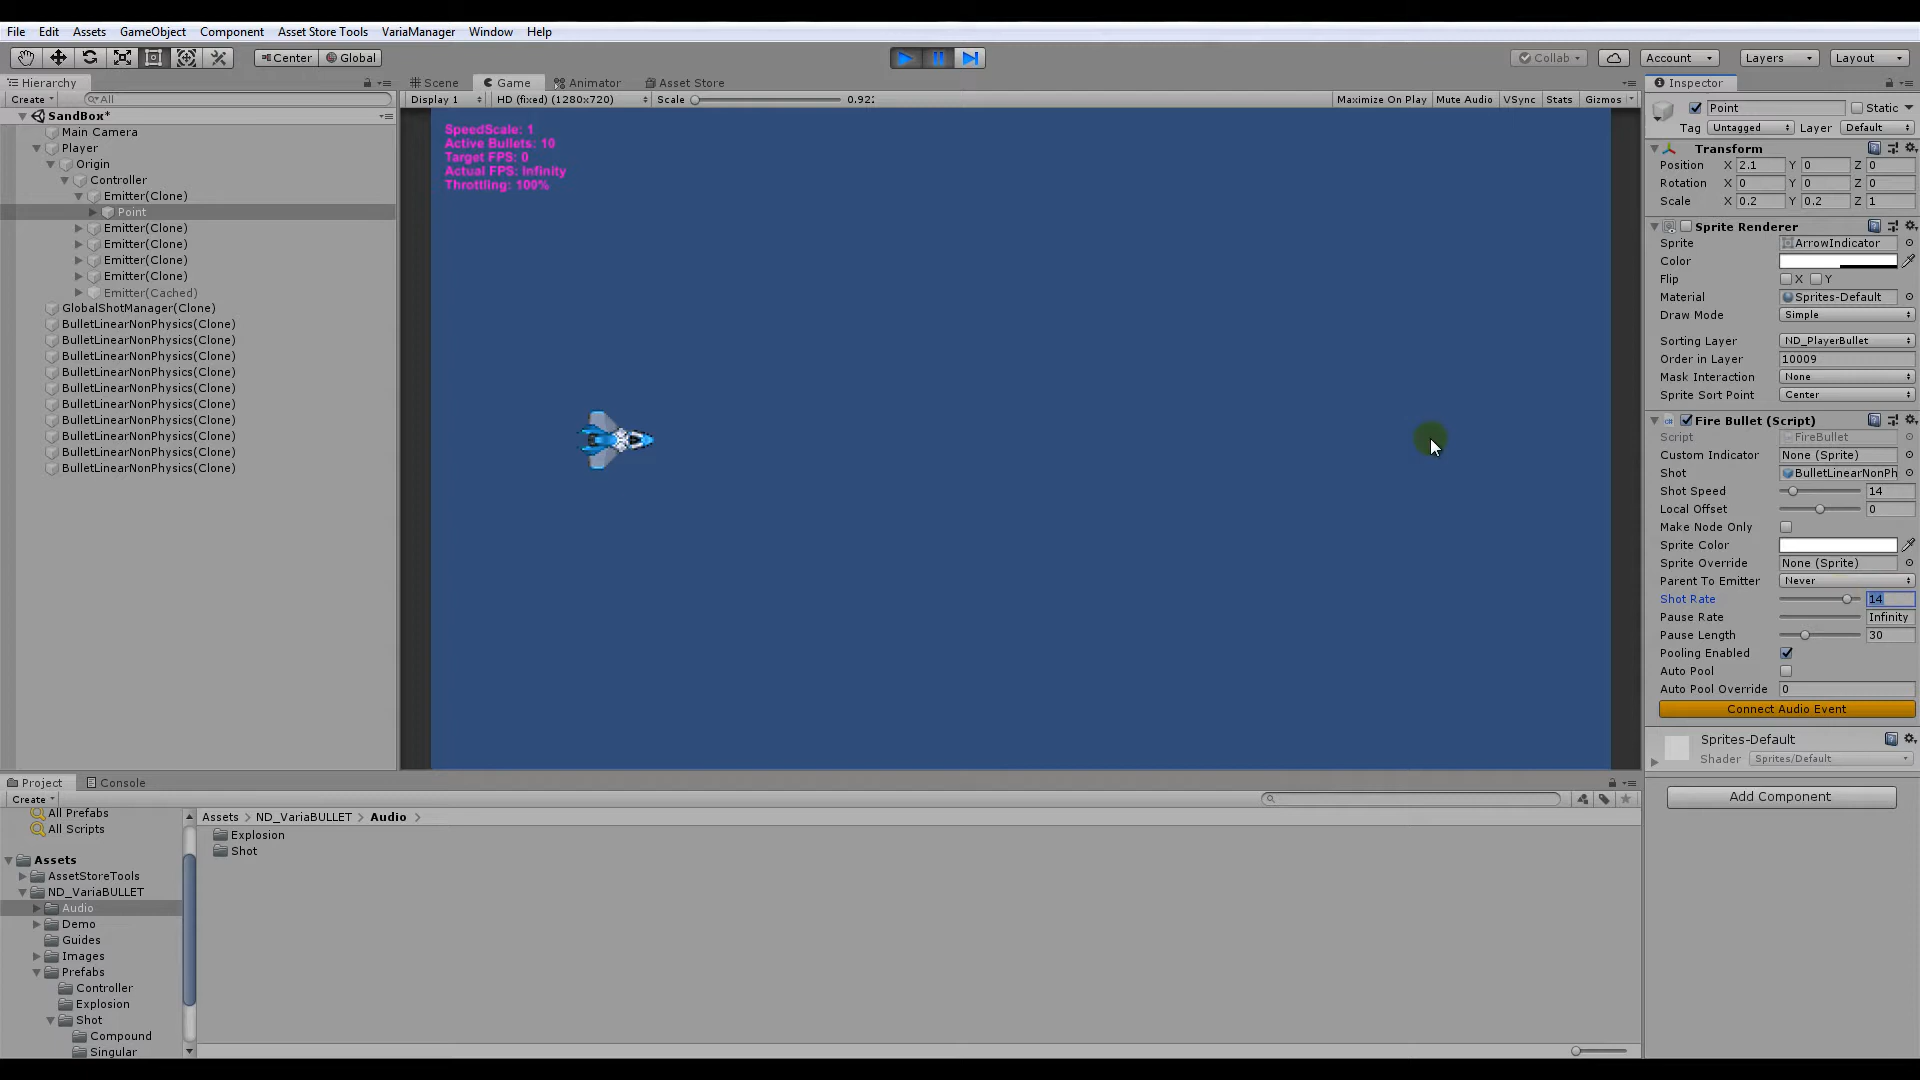 File Edit Assets GameObject Component Asset Store Tools VariaManager Window Help
Center Global Collab Account Layers Layout
Hierarchy Scene Game Animator Asset Store Inspector
Create All Display 1 HD (fixed) (1280x720) Scale 0.92 Maximize On Play Mute Audio VSync Stats Gizmos Point Static
SandBox*
Main Camera
Player
Origin
Controller
Emitter(Clone)
Point
Emitter(Clone)
Emitter(Clone)
Emitter(Clone)
Emitter(Clone)
Emitter(Cached)
GlobalShotManager(Clone)
BulletLinearNonPhysics(Clone)
BulletLinearNonPhysics(Clone)
BulletLinearNonPhysics(Clone)
BulletLinearNonPhysics(Clone)
BulletLinearNonPhysics(Clone)
BulletLinearNonPhysics(Clone)
BulletLinearNonPhysics(Clone)
BulletLinearNonPhysics(Clone)
BulletLinearNonPhysics(Clone)
BulletLinearNonPhysics(Clone)
SpeedScale: 1
Active Bullets: 10
Target FPS: 0
Actual FPS: Infinity
Throttling: 100%
Tag Untagged Layer Default
Transform
Position X 2.1 Y 0 Z 0
Rotation X 0 Y 0 Z 0
Scale X 0.2 Y 0.2 Z 1
Sprite Renderer
Sprite ArrowIndicator
Color
Flip X Y
Material Sprites-Default
Draw Mode Simple
Sorting Layer ND_PlayerBullet
Order in Layer 10009
Mask Interaction None
Sprite Sort Point Center
Fire Bullet (Script)
Script FireBullet
Custom Indicator None (Sprite)
Shot BulletLinearNonPh
Shot Speed 14
Local Offset 0
Make Node Only
Sprite Color
Sprite Override None (Sprite)
Parent To Emitter Never
Shot Rate 14
Pause Rate Infinity
Pause Length 30
Pooling Enabled
Auto Pool
Auto Pool Override 0
Connect Audio Event
Sprites-Default
Shader Sprites/Default
Add Component
Project Console
Create
All Prefabs
All Scripts
Assets
AssetStoreTools
ND_VariaBULLET
Audio
Demo
Guides
Images
Prefabs
Controller
Explosion
Shot
Compound
Singular
Assets > ND_VariaBULLET > Audio >
Explosion
Shot